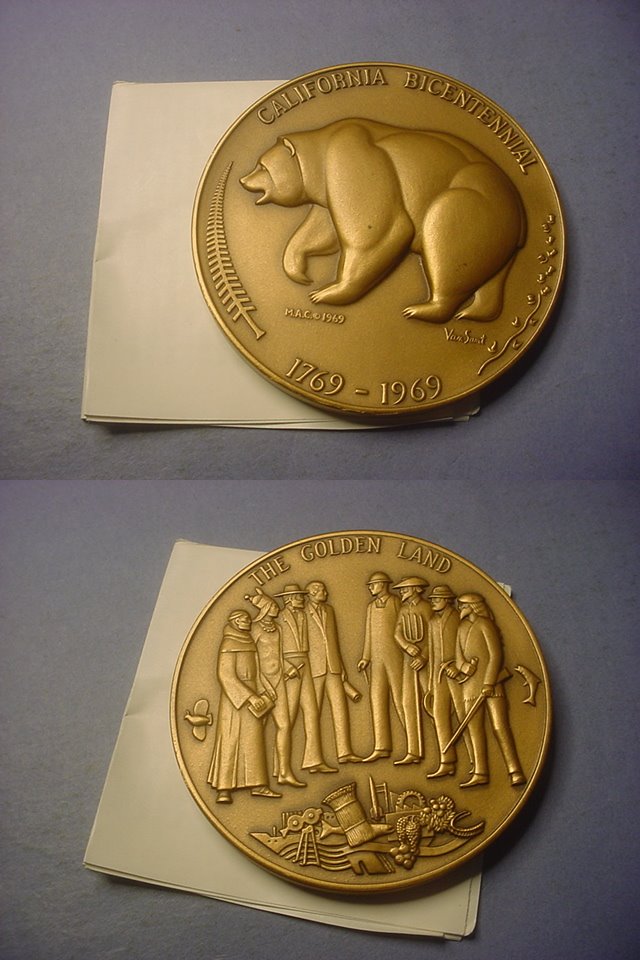 CALIFORNIA BICENTENNIAL
M.A.C. © 1969
Van Sant
1769 - 1969
THE GOLDEN LAND